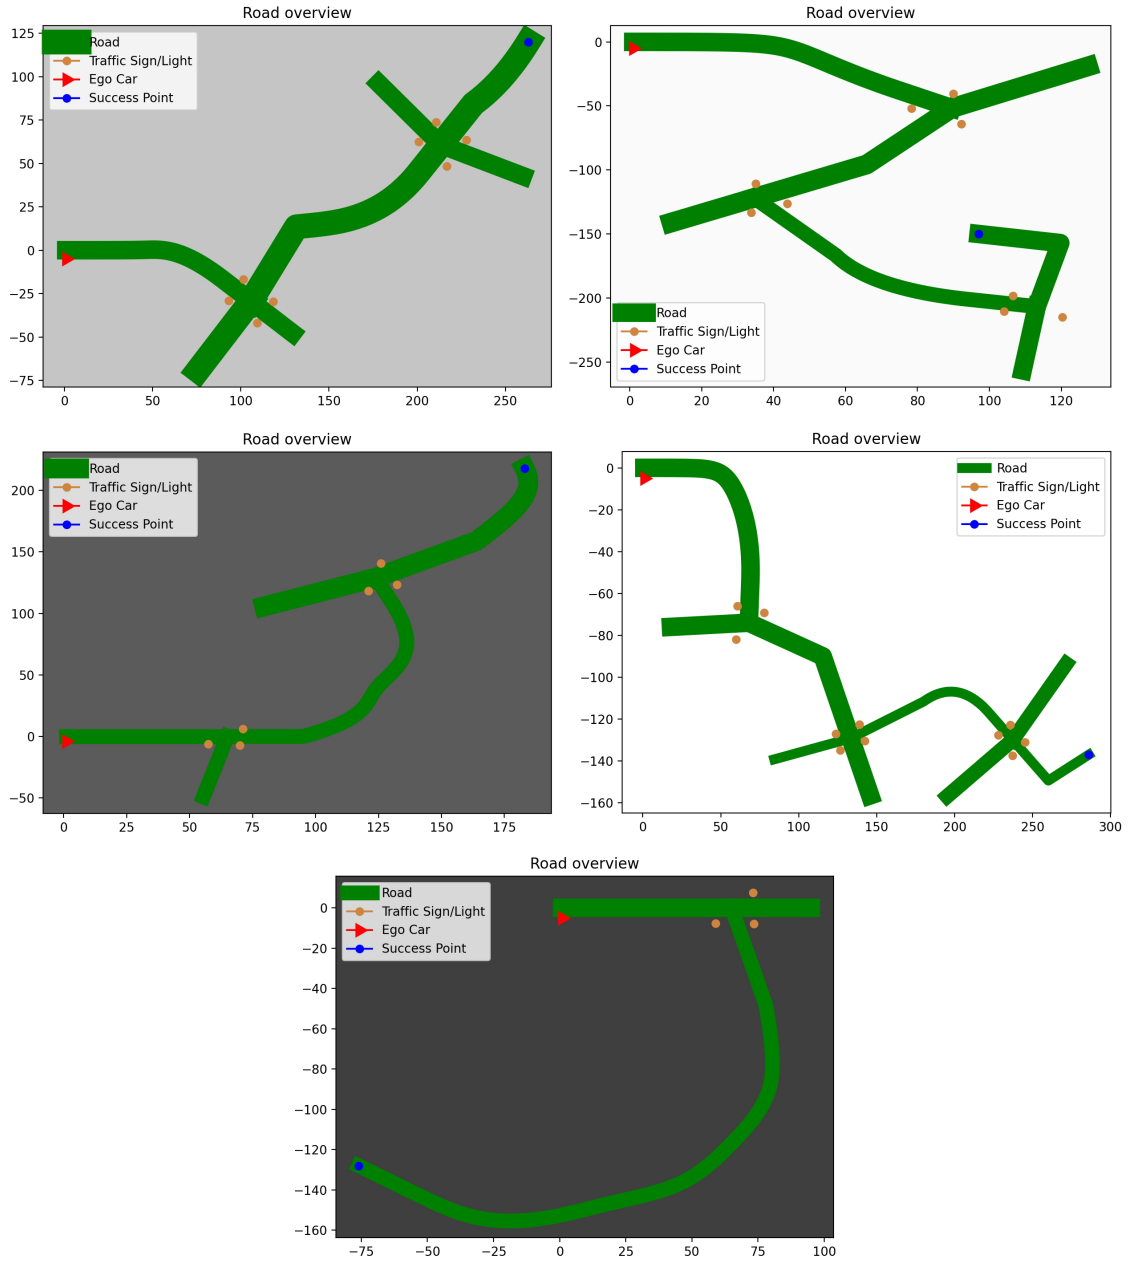 Road overview
Road
Traffic Sign/Light
Ego Car
Success Point
125
100
75
50
25
0
−25
−50
−75
0 50 100 150 200 250
Road overview
0
−50
−100
−150
−200
−250
Road
Traffic Sign/Light
Ego Car
Success Point
0 20 40 60 80 100 120
Road overview
Road
Traffic Sign/Light
Ego Car
Success Point
200
150
100
50
0
−50
0 25 50 75 100 125 150 175
Road overview
Road
Traffic Sign/Light
Ego Car
Success Point
0
−20
−40
−60
−80
−100
−120
−140
−160
0 50 100 150 200 250 300
Road overview
Road
Traffic Sign/Light
Ego Car
Success Point
0
−20
−40
−60
−80
−100
−120
−140
−160
−75 −50 −25 0 25 50 75 100